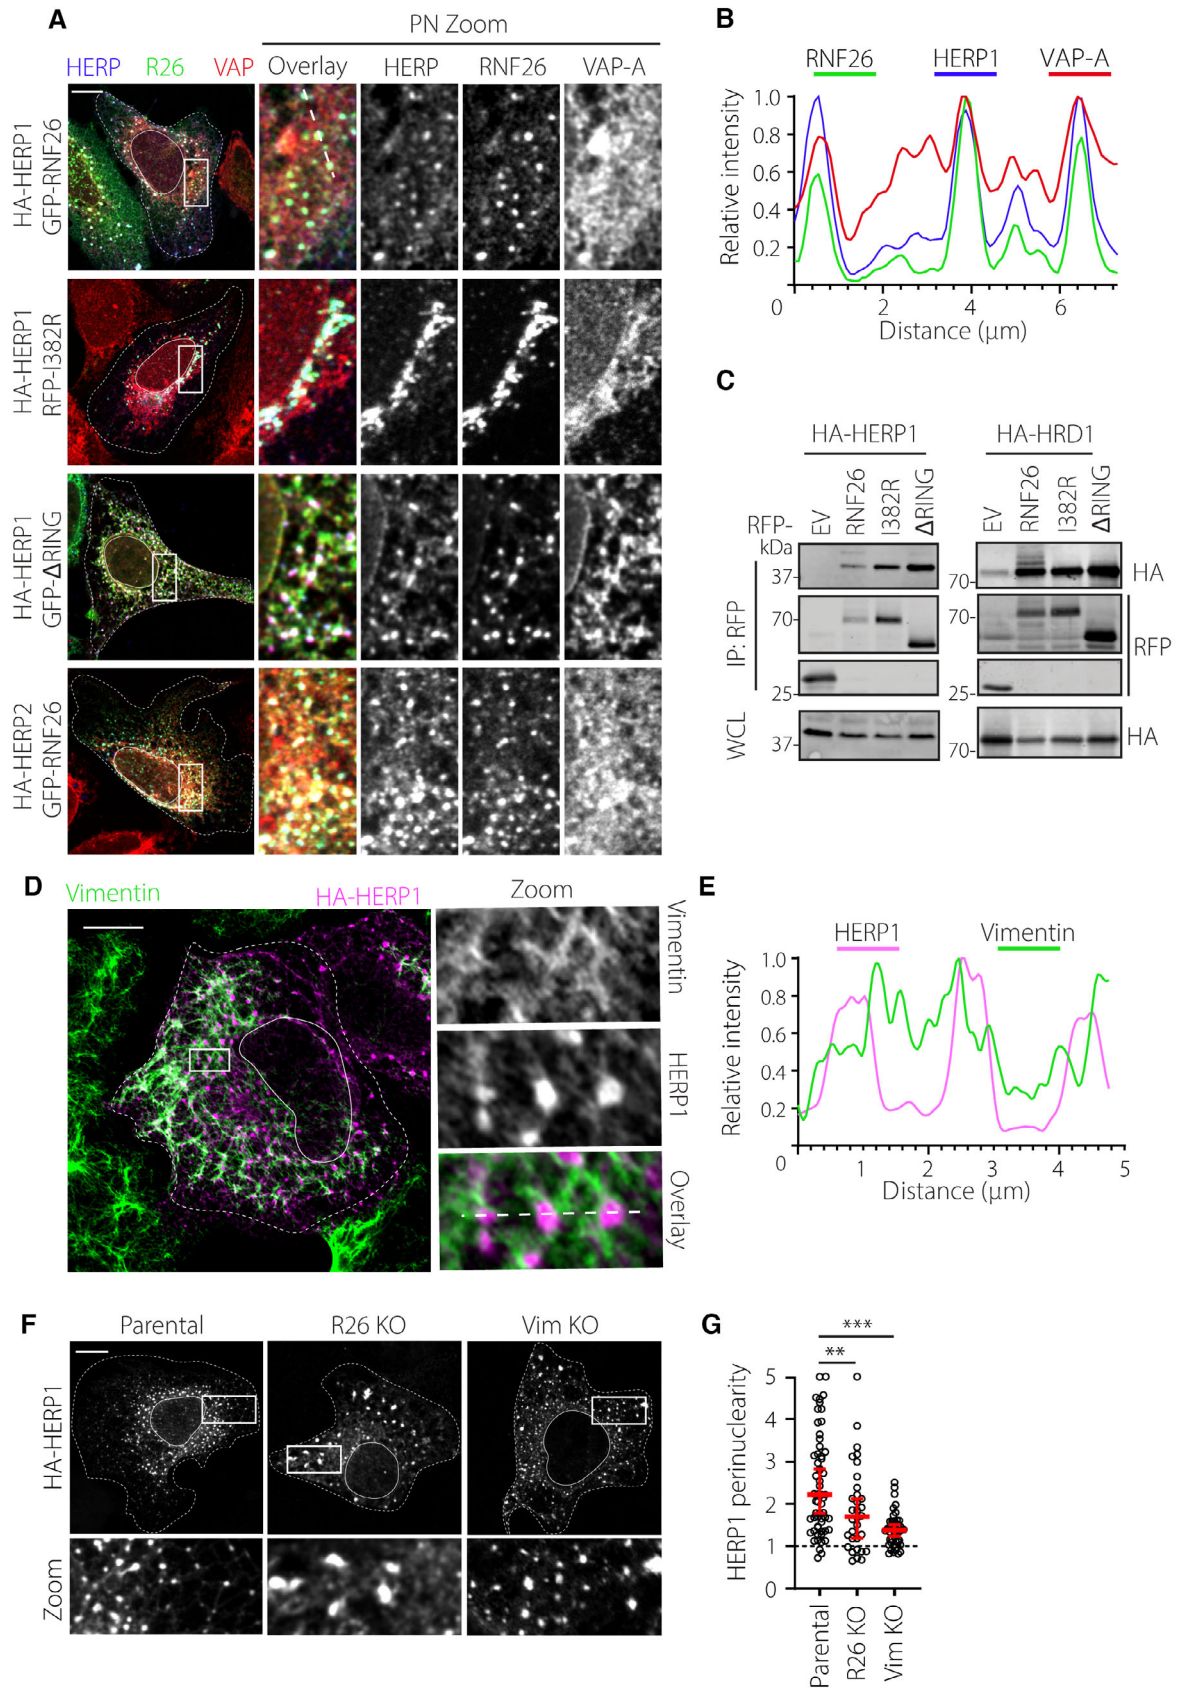 A
PN Zoom
HERP R26 VAP Overlay HERP RNF26 VAP-A
HA-HERP1
GFP-RNF26
HA-HERP1
RFP-I382R
HA-HERP1
GFP-ΔRING
HA-HERP2
GFP-RNF26
B
RNF26 HERP1 VAP-A
Relative intensity
1.0
0.8
0.6
0.4
0.2
0 2 4 6
Distance (μm)
C
HA-HERP1 HA-HRD1
RFP- EV RNF26 I382R ΔRING EV RNF26 I382R ΔRING
kDa
37- 70- HA
IP: RFP
70- 70- RFP
25- 25-
WCL 37- 70- HA
D
Vimentin HA-HERP1 Zoom
Vimentin
HERP1
Overlay
E
HERP1 Vimentin
Relative intensity
1.0
0.8
0.6
0.4
0.2
0 0 1 2 3 4 5
Distance (μm)
F
Parental R26 KO Vim KO
HA-HERP1
Zoom
G
***
**
HERP1 perinuclearity
5
4
3
2
1
0
Parental R26 KO Vim KO